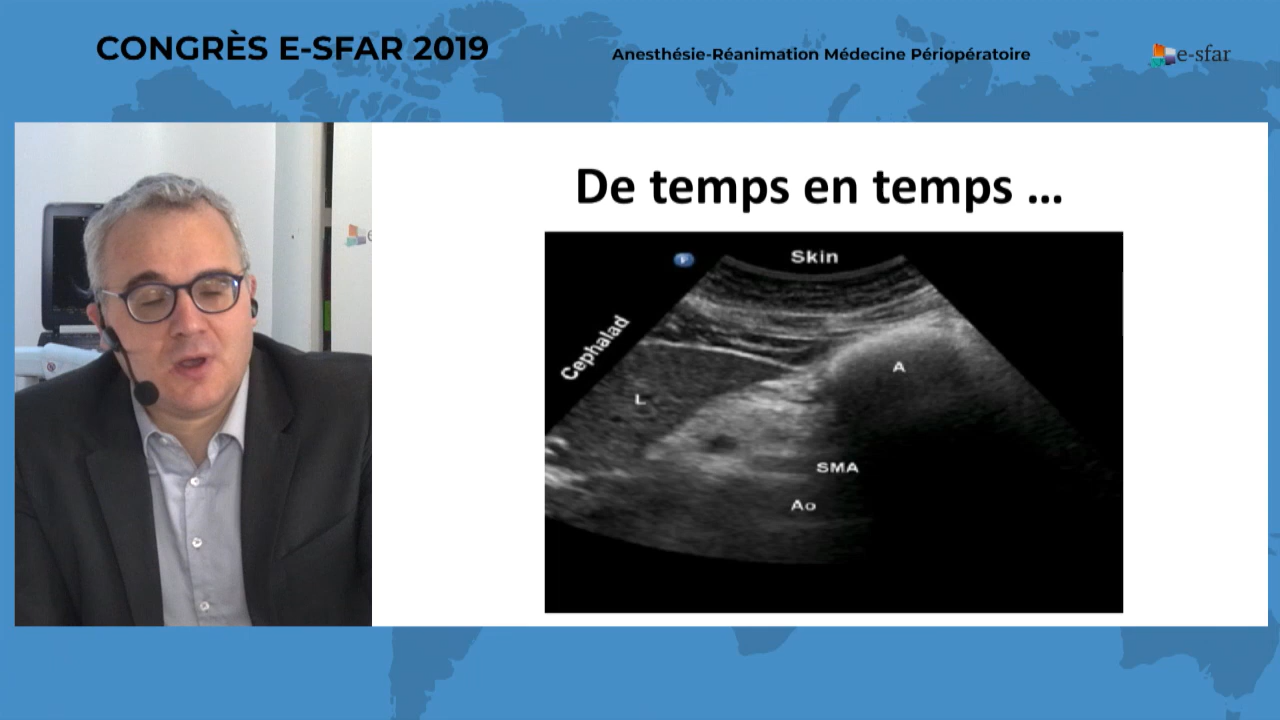 CONGRÈS E-SFAR 2019
Anesthésie-Réanimation Médecine Périopératoire
e-sfar
De temps en temps ...
Skin
Cephalad
A
L
SMA
Ao